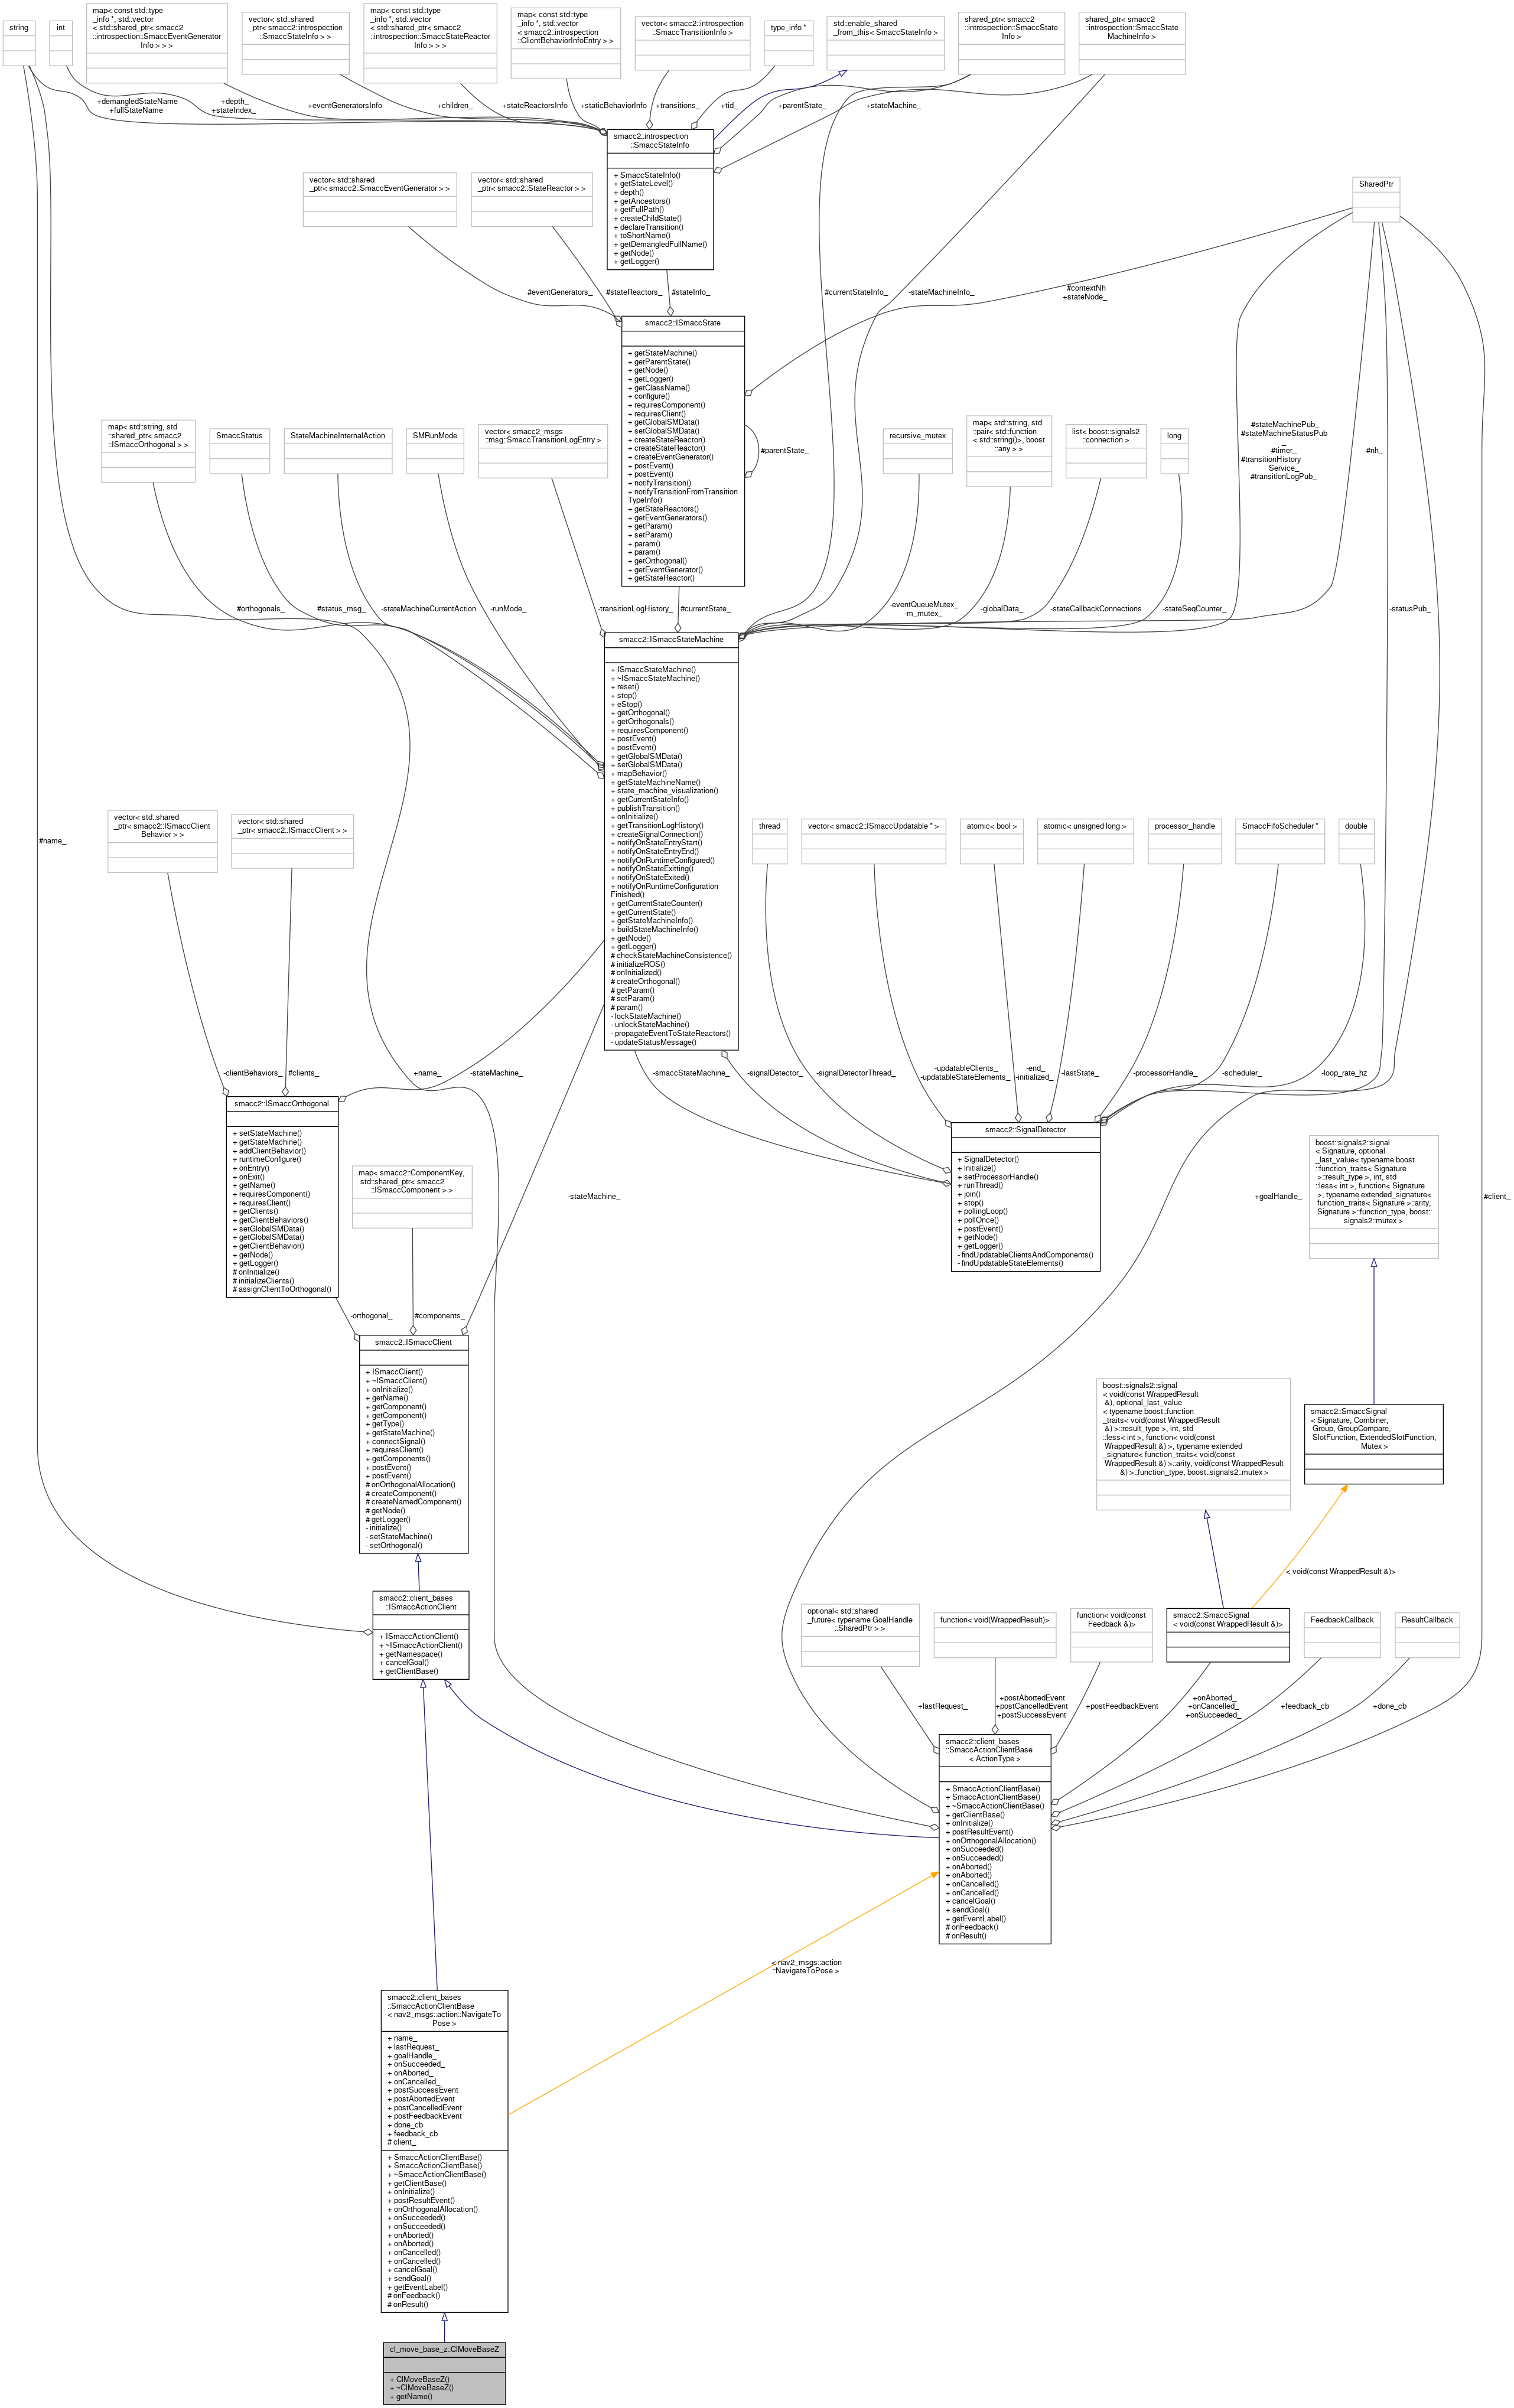 string
int
map< const std::type
_info *, std::vector
< std::shared_ptr< smacc2
::introspection::SmaccEventGenerator
Info > > >
vector< std::shared
_ptr< smacc2::introspection
::SmaccStateInfo > >
map< const std::type
_info *, std::vector
< std::shared_ptr< smacc2
::introspection::SmaccStateReactor
Info > > >
map< const std::type
_info *, std::vector
< smacc2::introspection
::ClientBehaviorInfoEntry > >
vector< smacc2::introspection
::SmaccTransitionInfo >
type_info *
std::enable_shared
_from_this< SmaccStateInfo >
shared_ptr< smacc2
::introspection::SmaccState
Info >
shared_ptr< smacc2
::introspection::SmaccState
MachineInfo >
+demangledStateName
+fullStateName
+depth_
+stateIndex_
+eventGeneratorsInfo
+children_
+stateReactorsInfo
+staticBehaviorInfo
+transitions_
+tid_
+parentState_
+stateMachine_
smacc2::introspection
::SmaccStateInfo
+ SmaccStateInfo()
+ getStateLevel()
+ depth()
+ getAncestors()
+ getFullPath()
+ createChildState()
+ declareTransition()
+ toShortName()
+ getDemangledFullName()
+ getNode()
+ getLogger()
vector< std::shared
_ptr< smacc2::SmaccEventGenerator > >
vector< std::shared
_ptr< smacc2::StateReactor > >
SharedPtr
#eventGenerators_
#stateReactors_
#stateInfo_
#currentStateInfo_
-stateMachineInfo_
#contextNh
+stateNode_
smacc2::ISmaccState
+ getStateMachine()
+ getParentState()
+ getNode()
+ getLogger()
+ getClassName()
+ configure()
+ requiresComponent()
+ requiresClient()
+ getGlobalSMData()
+ setGlobalSMData()
+ createStateReactor()
+ createStateReactor()
+ createEventGenerator()
+ postEvent()
+ postEvent()
+ notifyTransition()
+ notifyTransitionFromTransition
TypeInfo()
+ getStateReactors()
+ getEventGenerators()
+ getParam()
+ setParam()
+ param()
+ param()
+ getOrthogonal()
+ getEventGenerator()
+ getStateReactor()
#parentState_
map< std::string, std
::shared_ptr< smacc2
::ISmaccOrthogonal > >
SmaccStatus
StateMachineInternalAction
SMRunMode
vector< smacc2_msgs
::msg::SmaccTransitionLogEntry >
recursive_mutex
map< std::string, std
::pair< std::function
< std::string()>, boost
::any > >
list< boost::signals2
::connection >
long
#stateMachinePub_
#stateMachineStatusPub
_
#timer_
#transitionHistory
Service_
#transitionLogPub_
#nh_
#orthogonals_
#status_msg_
-stateMachineCurrentAction
-runMode_
-transitionLogHistory_
#currentState_
-eventQueueMutex_
-m_mutex_
-globalData_
-stateCallbackConnections
-stateSeqCounter_
-statusPub_
smacc2::ISmaccStateMachine
+ ISmaccStateMachine()
+ ~ISmaccStateMachine()
+ reset()
+ stop()
+ eStop()
+ getOrthogonal()
+ getOrthogonals()
+ requiresComponent()
+ postEvent()
+ postEvent()
+ getGlobalSMData()
+ setGlobalSMData()
+ mapBehavior()
+ getStateMachineName()
+ state_machine_visualization()
+ getCurrentStateInfo()
+ publishTransition()
+ onInitialize()
+ getTransitionLogHistory()
+ createSignalConnection()
+ notifyOnStateEntryStart()
+ notifyOnStateEntryEnd()
+ notifyOnRuntimeConfigured()
+ notifyOnStateExitting()
+ notifyOnStateExited()
+ notifyOnRuntimeConfiguration
Finished()
+ getCurrentStateCounter()
+ getCurrentState()
+ getStateMachineInfo()
+ buildStateMachineInfo()
+ getNode()
+ getLogger()
# checkStateMachineConsistence()
# initializeROS()
# onInitialized()
# createOrthogonal()
# getParam()
# setParam()
# param()
- lockStateMachine()
- unlockStateMachine()
- propagateEventToStateReactors()
- updateStatusMessage()
#name_
vector< std::shared
_ptr< smacc2::ISmaccClient
Behavior > >
vector< std::shared
_ptr< smacc2::ISmaccClient > >
thread
vector< smacc2::ISmaccUpdatable * >
atomic< bool >
atomic< unsigned long >
processor_handle
SmaccFifoScheduler *
double
-clientBehaviors_
#clients_
+name_
-stateMachine_
-smaccStateMachine_
-signalDetector_
-signalDetectorThread_
-updatableClients_
-updatableStateElements_
-end_
-initialized_
-lastState_
-processorHandle_
-scheduler_
-loop_rate_hz
smacc2::ISmaccOrthogonal
+ setStateMachine()
+ getStateMachine()
+ addClientBehavior()
+ runtimeConfigure()
+ onEntry()
+ onExit()
+ getName()
+ requiresComponent()
+ requiresClient()
+ getClients()
+ getClientBehaviors()
+ setGlobalSMData()
+ getGlobalSMData()
+ getClientBehavior()
+ getNode()
+ getLogger()
# onInitialize()
# initializeClients()
# assignClientToOrthogonal()
smacc2::SignalDetector
+ SignalDetector()
+ initialize()
+ setProcessorHandle()
+ runThread()
+ join()
+ stop()
+ pollingLoop()
+ pollOnce()
+ postEvent()
+ getNode()
+ getLogger()
- findUpdatableClientsAndComponents()
- findUpdatableStateElements()
map< smacc2::ComponentKey,
std::shared_ptr< smacc2
::ISmaccComponent > >
-stateMachine_
+goalHandle_
boost::signals2::signal
< Signature, optional
_last_value< typename boost
::function_traits< Signature
>::result_type >, int, std
::less< int >, function< Signature
>, typename extended_signature<
function_traits< Signature >::arity,
Signature >::function_type, boost::
signals2::mutex >
#client_
-orthogonal_
#components_
smacc2::ISmaccClient
+ ISmaccClient()
+ ~ISmaccClient()
+ onInitialize()
+ getName()
+ getComponent()
+ getComponent()
+ getType()
+ getStateMachine()
+ connectSignal()
+ requiresClient()
+ getComponents()
+ postEvent()
+ postEvent()
# onOrthogonalAllocation()
# createComponent()
# createNamedComponent()
# getNode()
# getLogger()
- initialize()
- setStateMachine()
- setOrthogonal()
boost::signals2::signal
< void(const WrappedResult
&), optional_last_value
< typename boost::function
_traits< void(const WrappedResult
&) >::result_type >, int, std
::less< int >, function< void(const
WrappedResult &) >, typename extended
_signature< function_traits< void(const
WrappedResult &) >::arity, void(const WrappedResult
&) >::function_type, boost::signals2::mutex >
smacc2::SmaccSignal
< Signature, Combiner,
Group, GroupCompare,
SlotFunction, ExtendedSlotFunction,
Mutex >
< void(const WrappedResult &)>
smacc2::client_bases
::ISmaccActionClient
+ ISmaccActionClient()
+ ~ISmaccActionClient()
+ getNamespace()
+ cancelGoal()
+ getClientBase()
optional< std::shared
_future< typename GoalHandle
::SharedPtr > >
function< void(WrappedResult)>
function< void(const
Feedback &)>
smacc2::SmaccSignal
< void(const WrappedResult &)>
FeedbackCallback
ResultCallback
+lastRequest_
+postAbortedEvent
+postCancelledEvent
+postSuccessEvent
+postFeedbackEvent
+onAborted_
+onCancelled_
+onSucceeded_
+feedback_cb
+done_cb
smacc2::client_bases
::SmaccActionClientBase
< ActionType >
+ SmaccActionClientBase()
+ SmaccActionClientBase()
+ ~SmaccActionClientBase()
+ getClientBase()
+ onInitialize()
+ postResultEvent()
+ onOrthogonalAllocation()
+ onSucceeded()
+ onSucceeded()
+ onAborted()
+ onAborted()
+ onCancelled()
+ onCancelled()
+ cancelGoal()
+ sendGoal()
+ getEventLabel()
# onFeedback()
# onResult()
< nav2_msgs::action
::NavigateToPose >
smacc2::client_bases
::SmaccActionClientBase
< nav2_msgs::action::NavigateTo
Pose >
+ name_
+ lastRequest_
+ goalHandle_
+ onSucceeded_
+ onAborted_
+ onCancelled_
+ postSuccessEvent
+ postAbortedEvent
+ postCancelledEvent
+ postFeedbackEvent
+ done_cb
+ feedback_cb
# client_
+ SmaccActionClientBase()
+ SmaccActionClientBase()
+ ~SmaccActionClientBase()
+ getClientBase()
+ onInitialize()
+ postResultEvent()
+ onOrthogonalAllocation()
+ onSucceeded()
+ onSucceeded()
+ onAborted()
+ onAborted()
+ onCancelled()
+ onCancelled()
+ cancelGoal()
+ sendGoal()
+ getEventLabel()
# onFeedback()
# onResult()
cl_move_base_z::ClMoveBaseZ
+ ClMoveBaseZ()
+ ~ClMoveBaseZ()
+ getName()